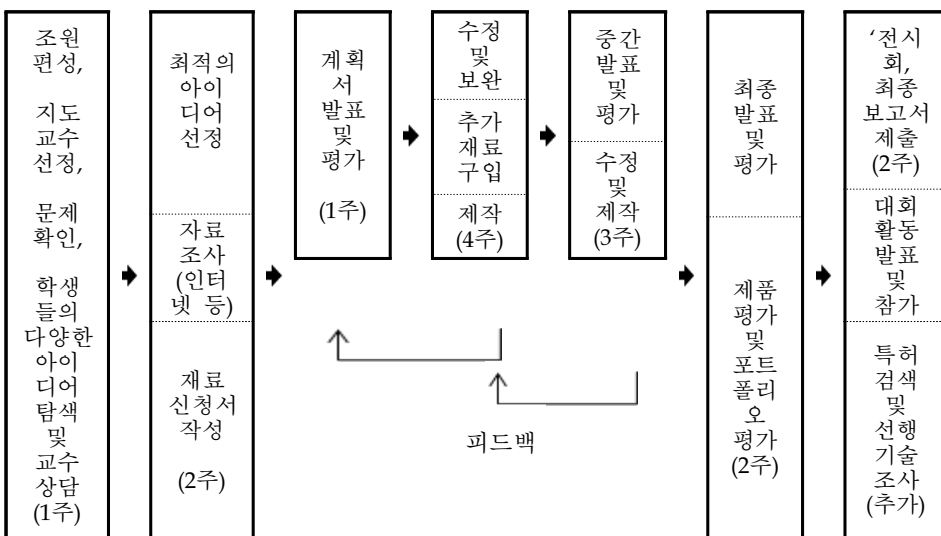 조원
편성,
지도
교수
선정,
문제
확인,
학생
들의
다양한
아이
디어
탐색
및
교수
상담
(1주)
최적의
아이
디어
선정
자료
조사
(인터
넷 등)
재료
신청서
작성
(2주)
계획
서
발표
및
평가
(1주)
수정
및
보완
추가
재료
구입
제작
(4주)
중간
발표
및
평가
수정
및
제작
(3주)
피드백
최종
발표
및
평가
제품
평가
및
포트
폴리
오
평가
(2주)
‘전시
회,
최종
보고서
제출
(2주)
대회
활동
발표
및
참가
특허
검색
및
선행
기술
조사
(추가)